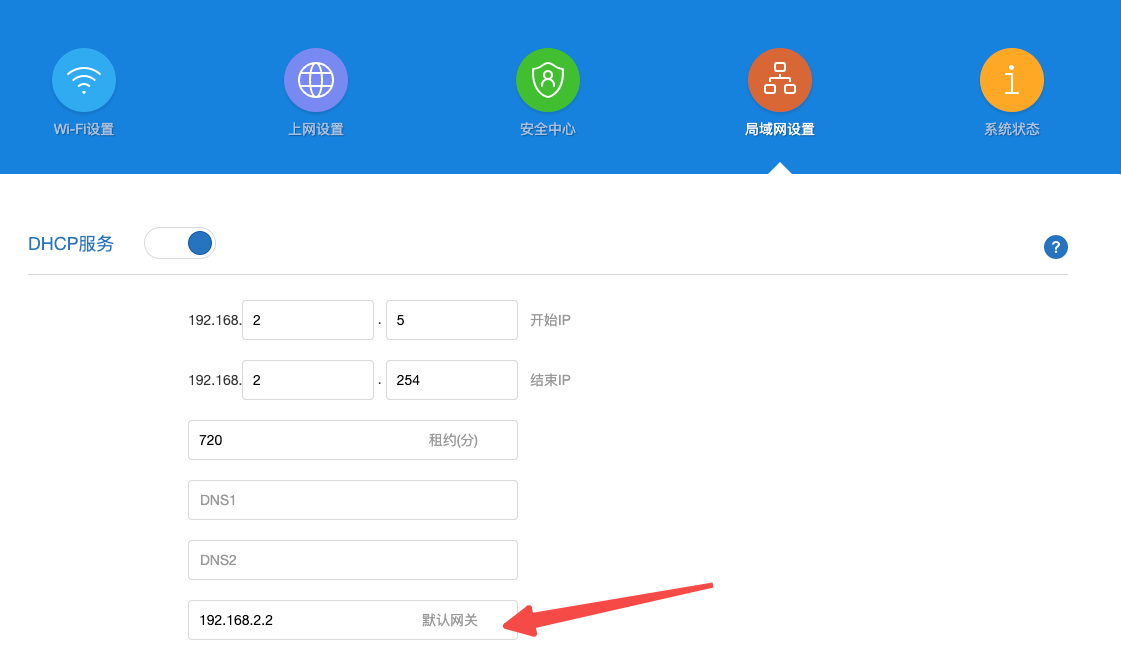 Wi-Fi设置 上网设置 安全中心 局域网设置 系统状态
DHCP服务 ?
192.168. 2 . 5 开始IP
192.168. 2 . 254 结束IP
720 租约(分)
DNS1
DNS2
192.168.2.2 默认网关